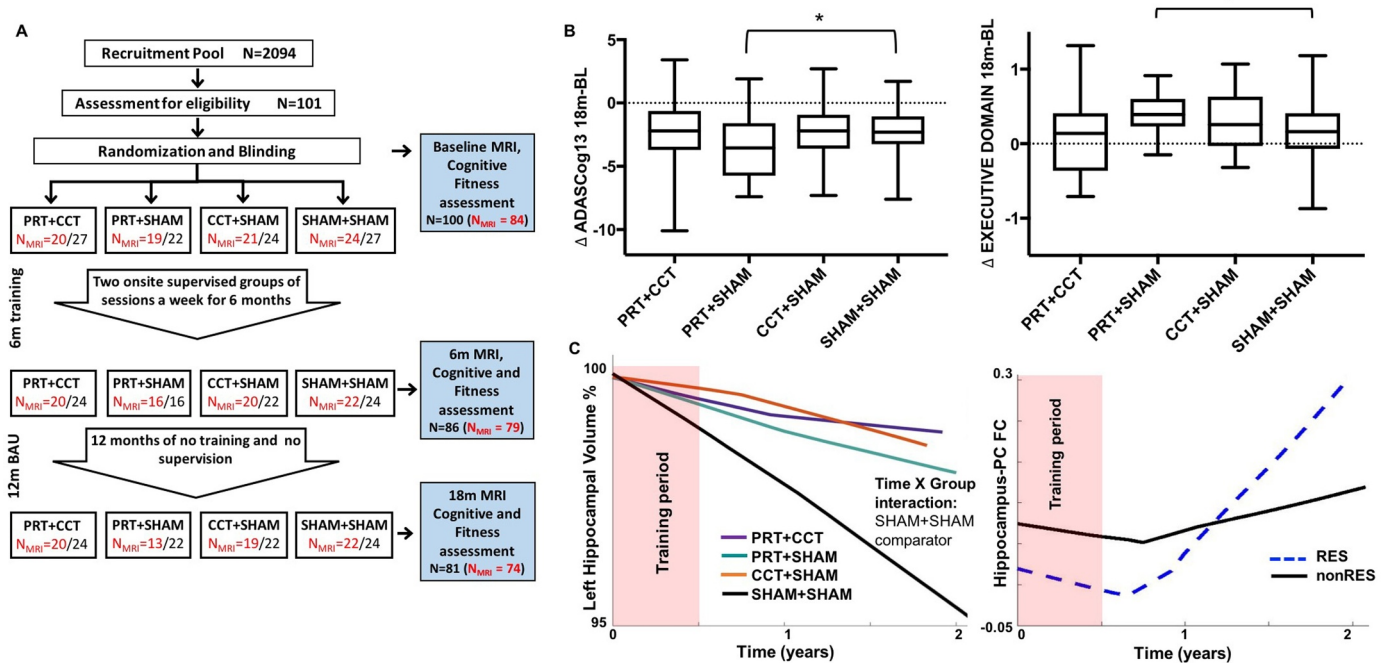 A
Recruitment Pool N=2094
Assessment for eligibility N=101
Randomization and Blinding
Baseline MRI,
Cognitive
Fitness
assessment
N=100 (NMRI = 84)
PRT+CCT
NMRI=20/27
PRT+SHAM
NMRI=19/22
CCT+SHAM
NMRI=21/24
SHAM+SHAM
NMRI=24/27
6m training
Two onsite supervised groups of
sessions a week for 6 months
PRT+CCT
NMRI=20/24
PRT+SHAM
NMRI=16/16
CCT+SHAM
NMRI=20/22
SHAM+SHAM
NMRI=22/24
6m MRI,
Cognitive and
Fitness
assessment
N=86 (NMRI = 79)
12m BAU
12 months of no training and no
supervision
PRT+CCT
NMRI=20/24
PRT+SHAM
NMRI=13/22
CCT+SHAM
NMRI=19/22
SHAM+SHAM
NMRI=22/24
18m MRI
Cognitive and
Fitness
assessment
N=81 (NMRI = 74)
B
*
Δ ADASCog13 18m-BL
5
0
-5
-10
PRT+CCT
PRT+SHAM
CCT+SHAM
SHAM+SHAM
Δ EXECUTIVE DOMAIN 18m-BL
1
0
-1
PRT+CCT
PRT+SHAM
CCT+SHAM
SHAM+SHAM
C
Left Hippocampal Volume %
100
95
Training period
Time X Group
interaction:
SHAM+SHAM
comparator
PRT+CCT
PRT+SHAM
CCT+SHAM
SHAM+SHAM
0
1
2
Time (years)
Hippocampus-PC FC
0.3
-0.05
Training period
RES
nonRES
0
1
2
Time (years)